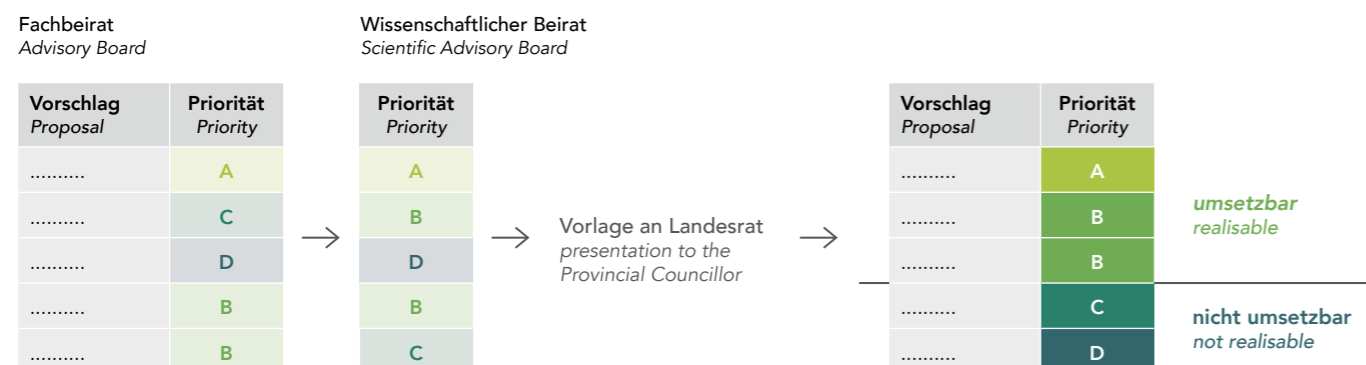 Fachbeirat
Advisory Board
Wissenschaftlicher Beirat
Scientific Advisory Board
Vorschlag Priorität
Proposal Priority
.......... A
.......... C
.......... D
.......... B
.......... B
Priorität
Priority
A
B
D
B
C
Vorlage an Landesrat
presentation to the
Provincial Councillor
Vorschlag Priorität
Proposal Priority
.......... A
.......... B
.......... B
.......... C
.......... D
umsetzbar
realisable
nicht umsetzbar
not realisable